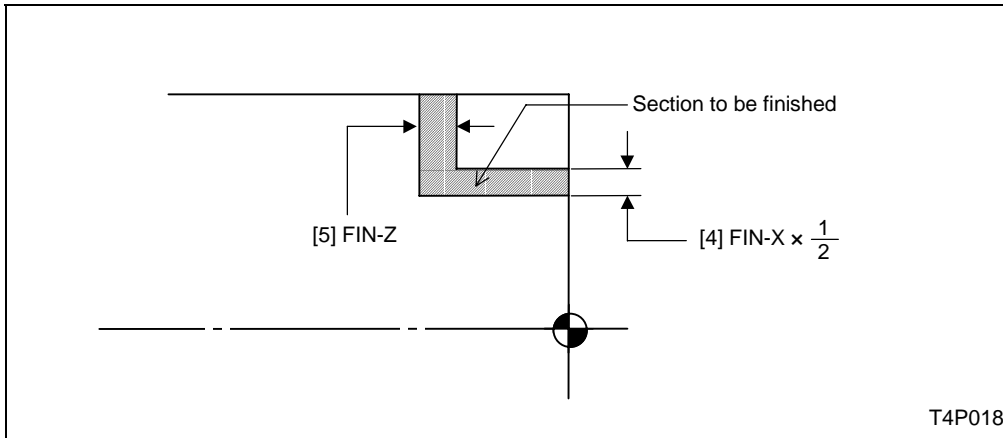 Section to be finished
[5] FIN-Z
[4] FIN-X × 1/2
T4P018